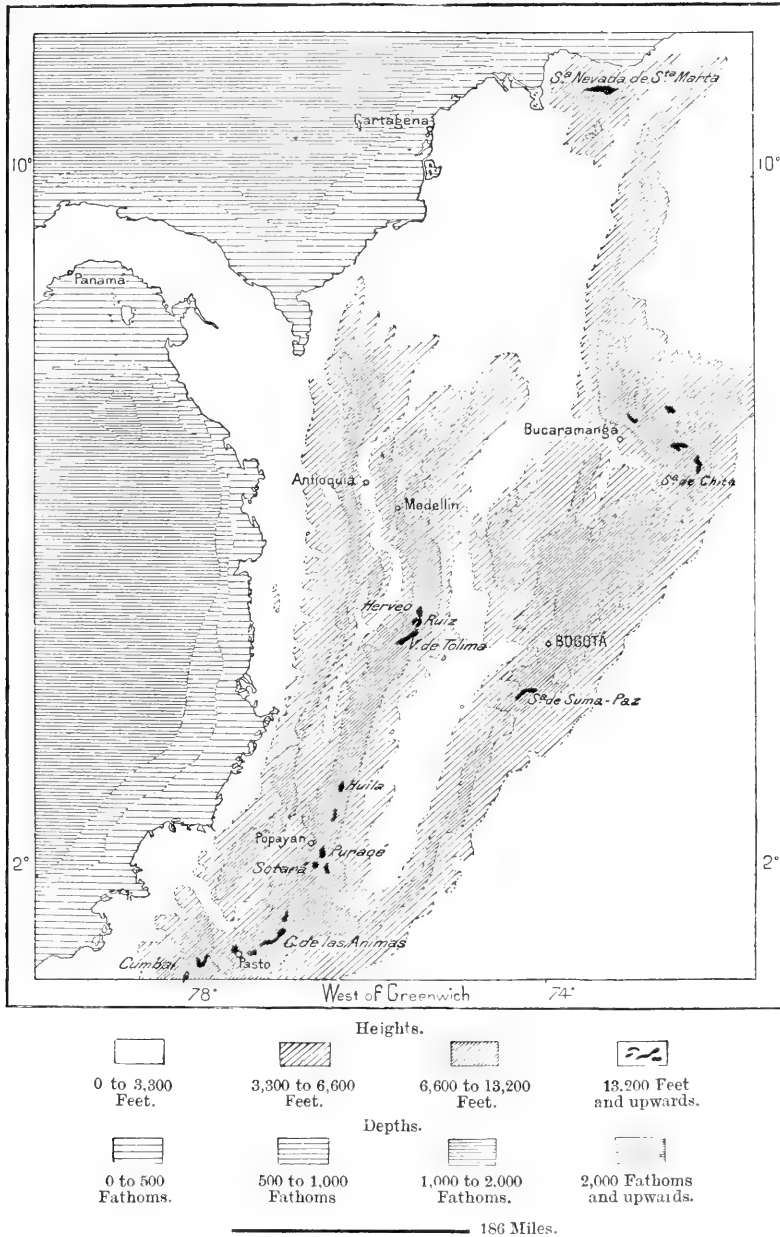 Sª Nevada de Sta Marta
Cartagena
10° 10°
Panamá
Bucaramanga
Antioquia
Sª de Chita
Medellin
Herveo
Ruiz
V. de Tolima
BOGOTÁ
Sª de Suma-Paz
Huila
Popayan
Puracé
2° 2°
Sotará
C. de las Animas
Cumbal
Pasto
78° West of Greenwich 74°
Heights.
0 to 3,300 3,300 to 6,600 6,600 to 13,200 13,200 Feet
Feet. Feet. Feet. and upwards.
Depths.
0 to 500 500 to 1,000 1,000 to 2,000 2,000 Fathoms
Fathoms. Fathoms Fathoms. and upwards.
186 Miles.